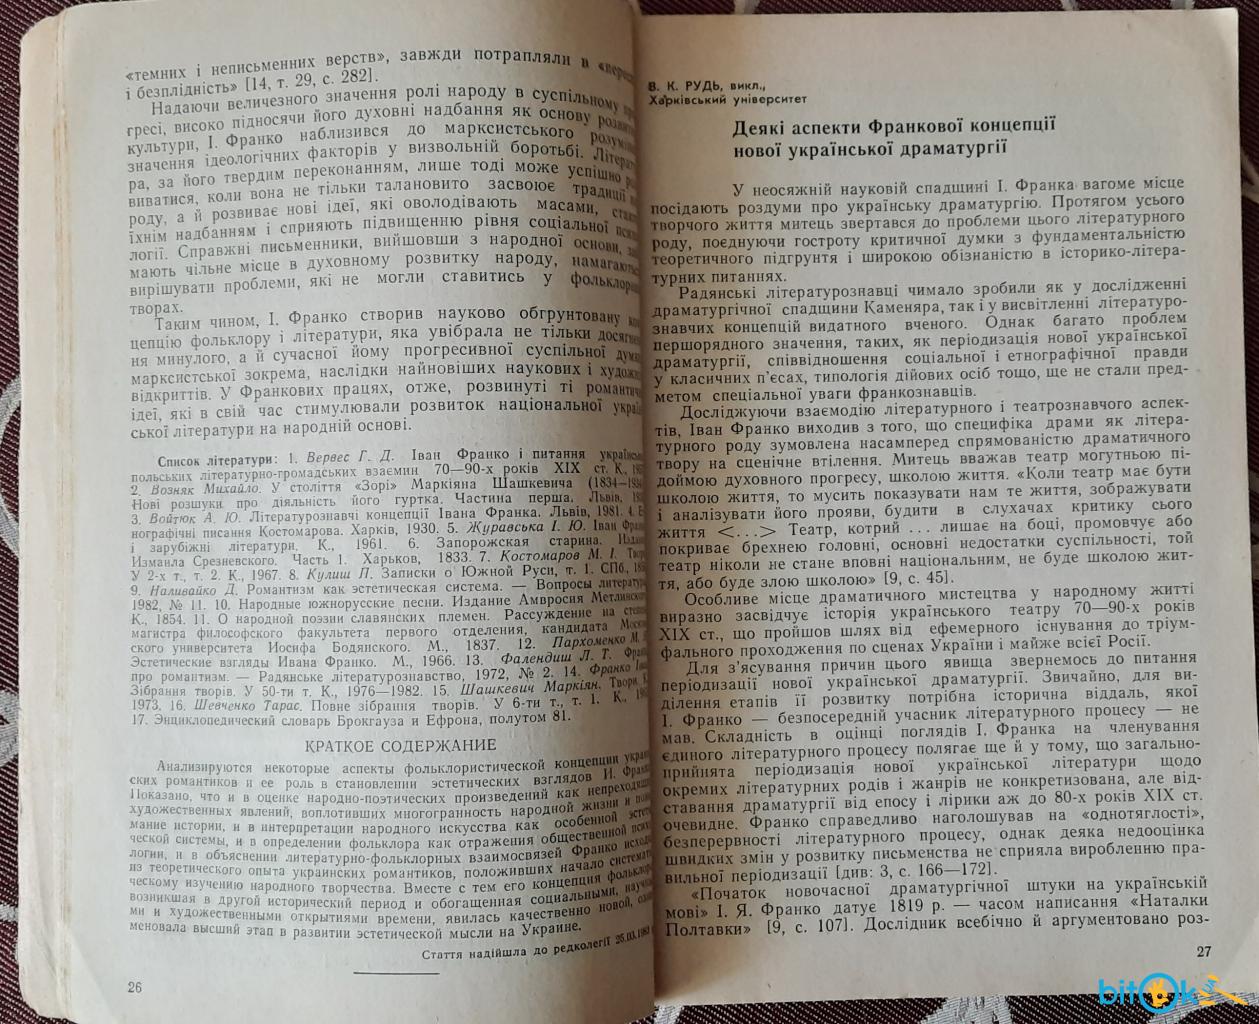 «темних і неписьменних верств», завжди потрапляли в
і безплідність» [14, т. 29, с. 282].
Надаючи величезного значення ролі народу в суспільному
гресі, високо підносячи його духовні надбання як основу
культури, І. Франко наблизився до марксистського
значення ідеологічних факторів у визвольній боротьбі. Літерату-
ра, за його твердим переконанням, лише тоді може успішно
виватися, коли вона не тільки талановито засвоює традиції
роду, а й розвиває нові ідеї, які оволодівають масами,
їхнім надбанням і сприяють підвищенню рівня соціальної
логії. Справжні письменники, вийшовши з народної основи,
мають чільне місце в духовному розвитку народу, намагаються
вирішувати проблеми, які не могли ставитись у
творах.
Таким чином, І. Франко створив науково обгрунтовану
цепцію фольклору і літератури, яка увібрала не тільки
ня минулого, а й сучасної йому прогресивної суспільної думки,
марксистської зокрема, наслідки найновіших наукових і
відкриттів. У Франкових працях, отже, розвинуті ті
ідеї, які в свій час стимулювали розвиток національної
ської літератури на народній основі.
Список літератури: 1. Вервес Г. Д. Іван Франко і питання
польських літературно-громадських взаємин 70—90-х років XIX ст. К.,
2. Возняк Михайло. У століття «Зорі» Маркіяна Шашкевича
Нові розшуки про діяльність його гуртка. Частина перша. Львів,
3. Войтюк А. Ю. Літературознавчі концепції Івана Франка. Львів, 1981. 4.
нографічні писання Костомарова. Харків, 1930. 5. Журавська І. Ю. Іван
і зарубіжні літератури. К., 1961. 6. Запорожская старина.
Измаила Срезневского. Часть 1. Харьков, 1833. 7. Костомаров М. І.
У 2-х т., т. 2. К., 1967. 8. Кулиш П. Записки о Южной Руси, т. 1. СПб.,
9. Наливайко Д. Романтизм как эстетическая система. — Вопросы литературы,
1982, № 11. 10. Народные южнорусские песни. Издание Амвросия
К., 1854. 11. О народной поэзии славянских племен. Рассуждение на
магистра философского факультета первого отделения, кандидата
ского университета Иосифа Бодянского. М., 1837. 12. Пархоменко М.
Эстетические взгляды Ивана Франко. М., 1966. 13. Фалендиш Л. Т.
про романтизм. — Радянське літературознавство, 1972, № 2. 14. Франко
Зібрання творів. У 50-ти т. К., 1976—1982. 15. Шашкевич Маркіян. Твори.
1973. 16. Шевченко Тарас. Повне зібрання творів. У 6-ти т., т. 1. К.,
17. Энциклопедический словарь Брокгауза и Ефрона, полутом 81.
КРАТКОЕ СОДЕРЖАНИЕ
Анализируются некоторые аспекты фольклористической концепции
ских романтиков и ее роль в становлении эстетических взглядов И.
Показано, что и в оценке народно-поэтических произведений как
художественных явлений, воплотивших многогранность народной жизни и
мание истории, и в интерпретации народного искусства как особенной
ческой системы, и в определении фольклора как отражения общественной
логии, и в объяснении литературно-фольклорных взаимосвязей Франко
из теоретического опыта украинских романтиков, положивших начало
ческому изучению народного творчества. Вместе с тем его концепция
возникшая в другой исторический период и обогащенная социальными,
ми и художественными открытиями времени, явилась качественно новой,
меновала высший этап в развитии эстетической мысли на Украине.
Стаття надійшла до редколегії 25.03.1983
26
В. К. РУДЬ, викл.,
Харківський університет
Деякі аспекти Франкової концепції
нової української драматургії
У неосяжній науковій спадщині І. Франка вагоме місце
посідають роздуми про українську драматургію. Протягом усього
творчого життя митець звертався до проблеми цього літературного
роду, поєднуючи гостроту критичної думки з фундаментальністю
теоретичного підгрунтя і широкою обізнаністю в історико-літера-
турних питаннях.
Радянські літературознавці чимало зробили як у дослідженні
драматургічної спадщини Каменяра, так і у висвітленні літературо-
знавчих концепцій видатного вченого. Однак багато проблем
першорядного значення, таких, як періодизація нової української
драматургії, співвідношення соціальної і етнографічної правди
у класичних п’єсах, типологія дійових осіб тощо, ще не стали пред-
метом спеціальної уваги франкознавців.
Досліджуючи взаємодію літературного і театрознавчого аспек-
тів, Іван Франко виходив з того, що специфіка драми як літера-
турного роду зумовлена насамперед спрямованістю драматичного
твору на сценічне втілення. Митець вважав театр могутньою пі-
доймою духовного прогресу, школою життя. «Коли театр має бути
школою життя, то мусить показувати нам те життя, зображувати
і аналізувати його прояви, будити в слухачах критику сього
життя <...> Театр, котрий ... лишає на боці, промовчує або
покриває брехнею головні, основні недостатки суспільності, той
театр ніколи не стане вповні національним, не буде школою жит-
тя, або буде злою школою» [9, с. 45].
Особливе місце драматичного мистецтва у народному житті
виразно засвідчує історія українського театру 70—90-х років
XIX ст., що пройшов шлях від ефемерного існування до тріум-
фального проходження по сценах України і майже всієї Росії.
Для з’ясування причин цього явища звернемось до питання
періодизації нової української драматургії. Звичайно, для ви-
ділення етапів її розвитку потрібна історична віддаль, якої
І. Франко — безпосередній учасник літературного процесу — не
мав. Складність в оцінці поглядів І. Франка на членування
єдиного літературного процесу полягає ще й у тому, що загально-
прийнята періодизація нової української літератури щодо
окремих літературних родів і жанрів не конкретизована, але від-
ставання драматургії від епосу і лірики аж до 80-х років XIX ст.
очевидне. Франко справедливо наголошував на «однотяглості»,
безперервності літературного процесу, однак деяка недооцінка
швидких змін у розвитку письменства не сприяла виробленню пра-
вильної періодизації [див: 3, с. 166—172].
«Початок новочасної драматургічної штуки на українській
мові» І. Я. Франко датує 1819 р. — часом написання «Наталки
Полтавки» [9, с. 107]. Дослідник всебічно й аргументовано роз-
27
bitok